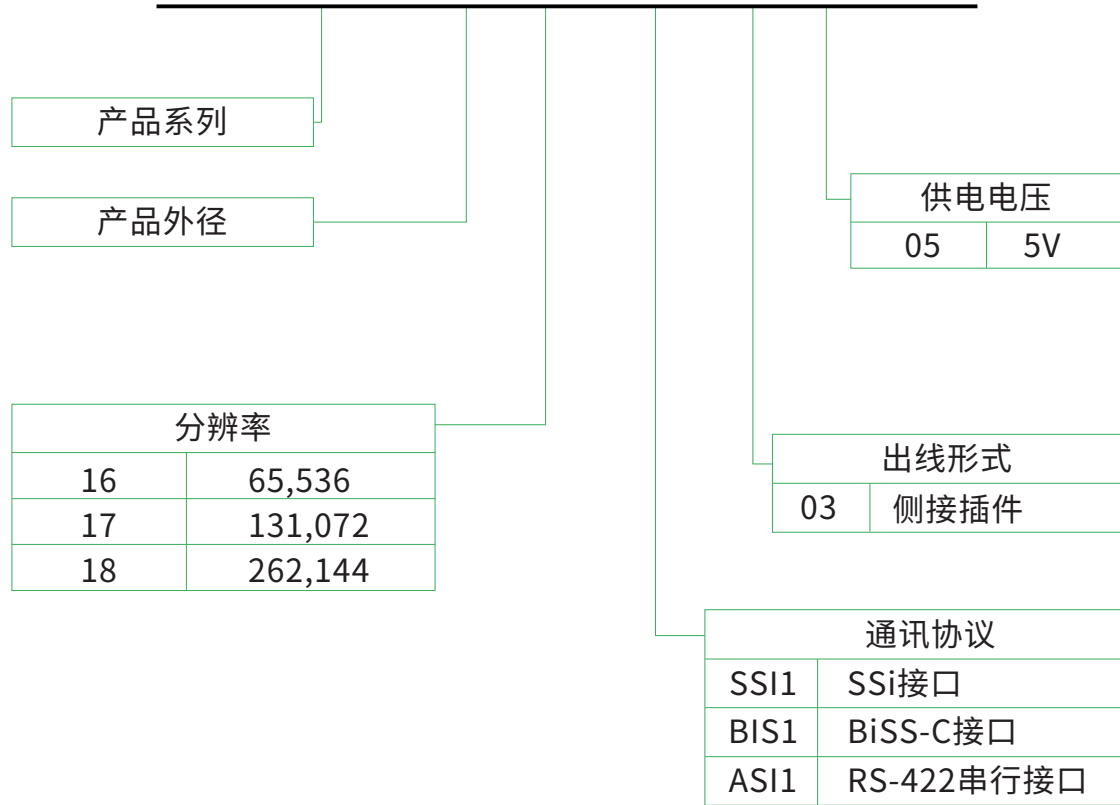 产品系列
产品外径
供电电压
05 5V
分辨率
16 65,536
17 131,072
18 262,144
出线形式
03 侧接插件
通讯协议
SSI1 SSi接口
BIS1 BiSS-C接口
ASI1 RS-422串行接口